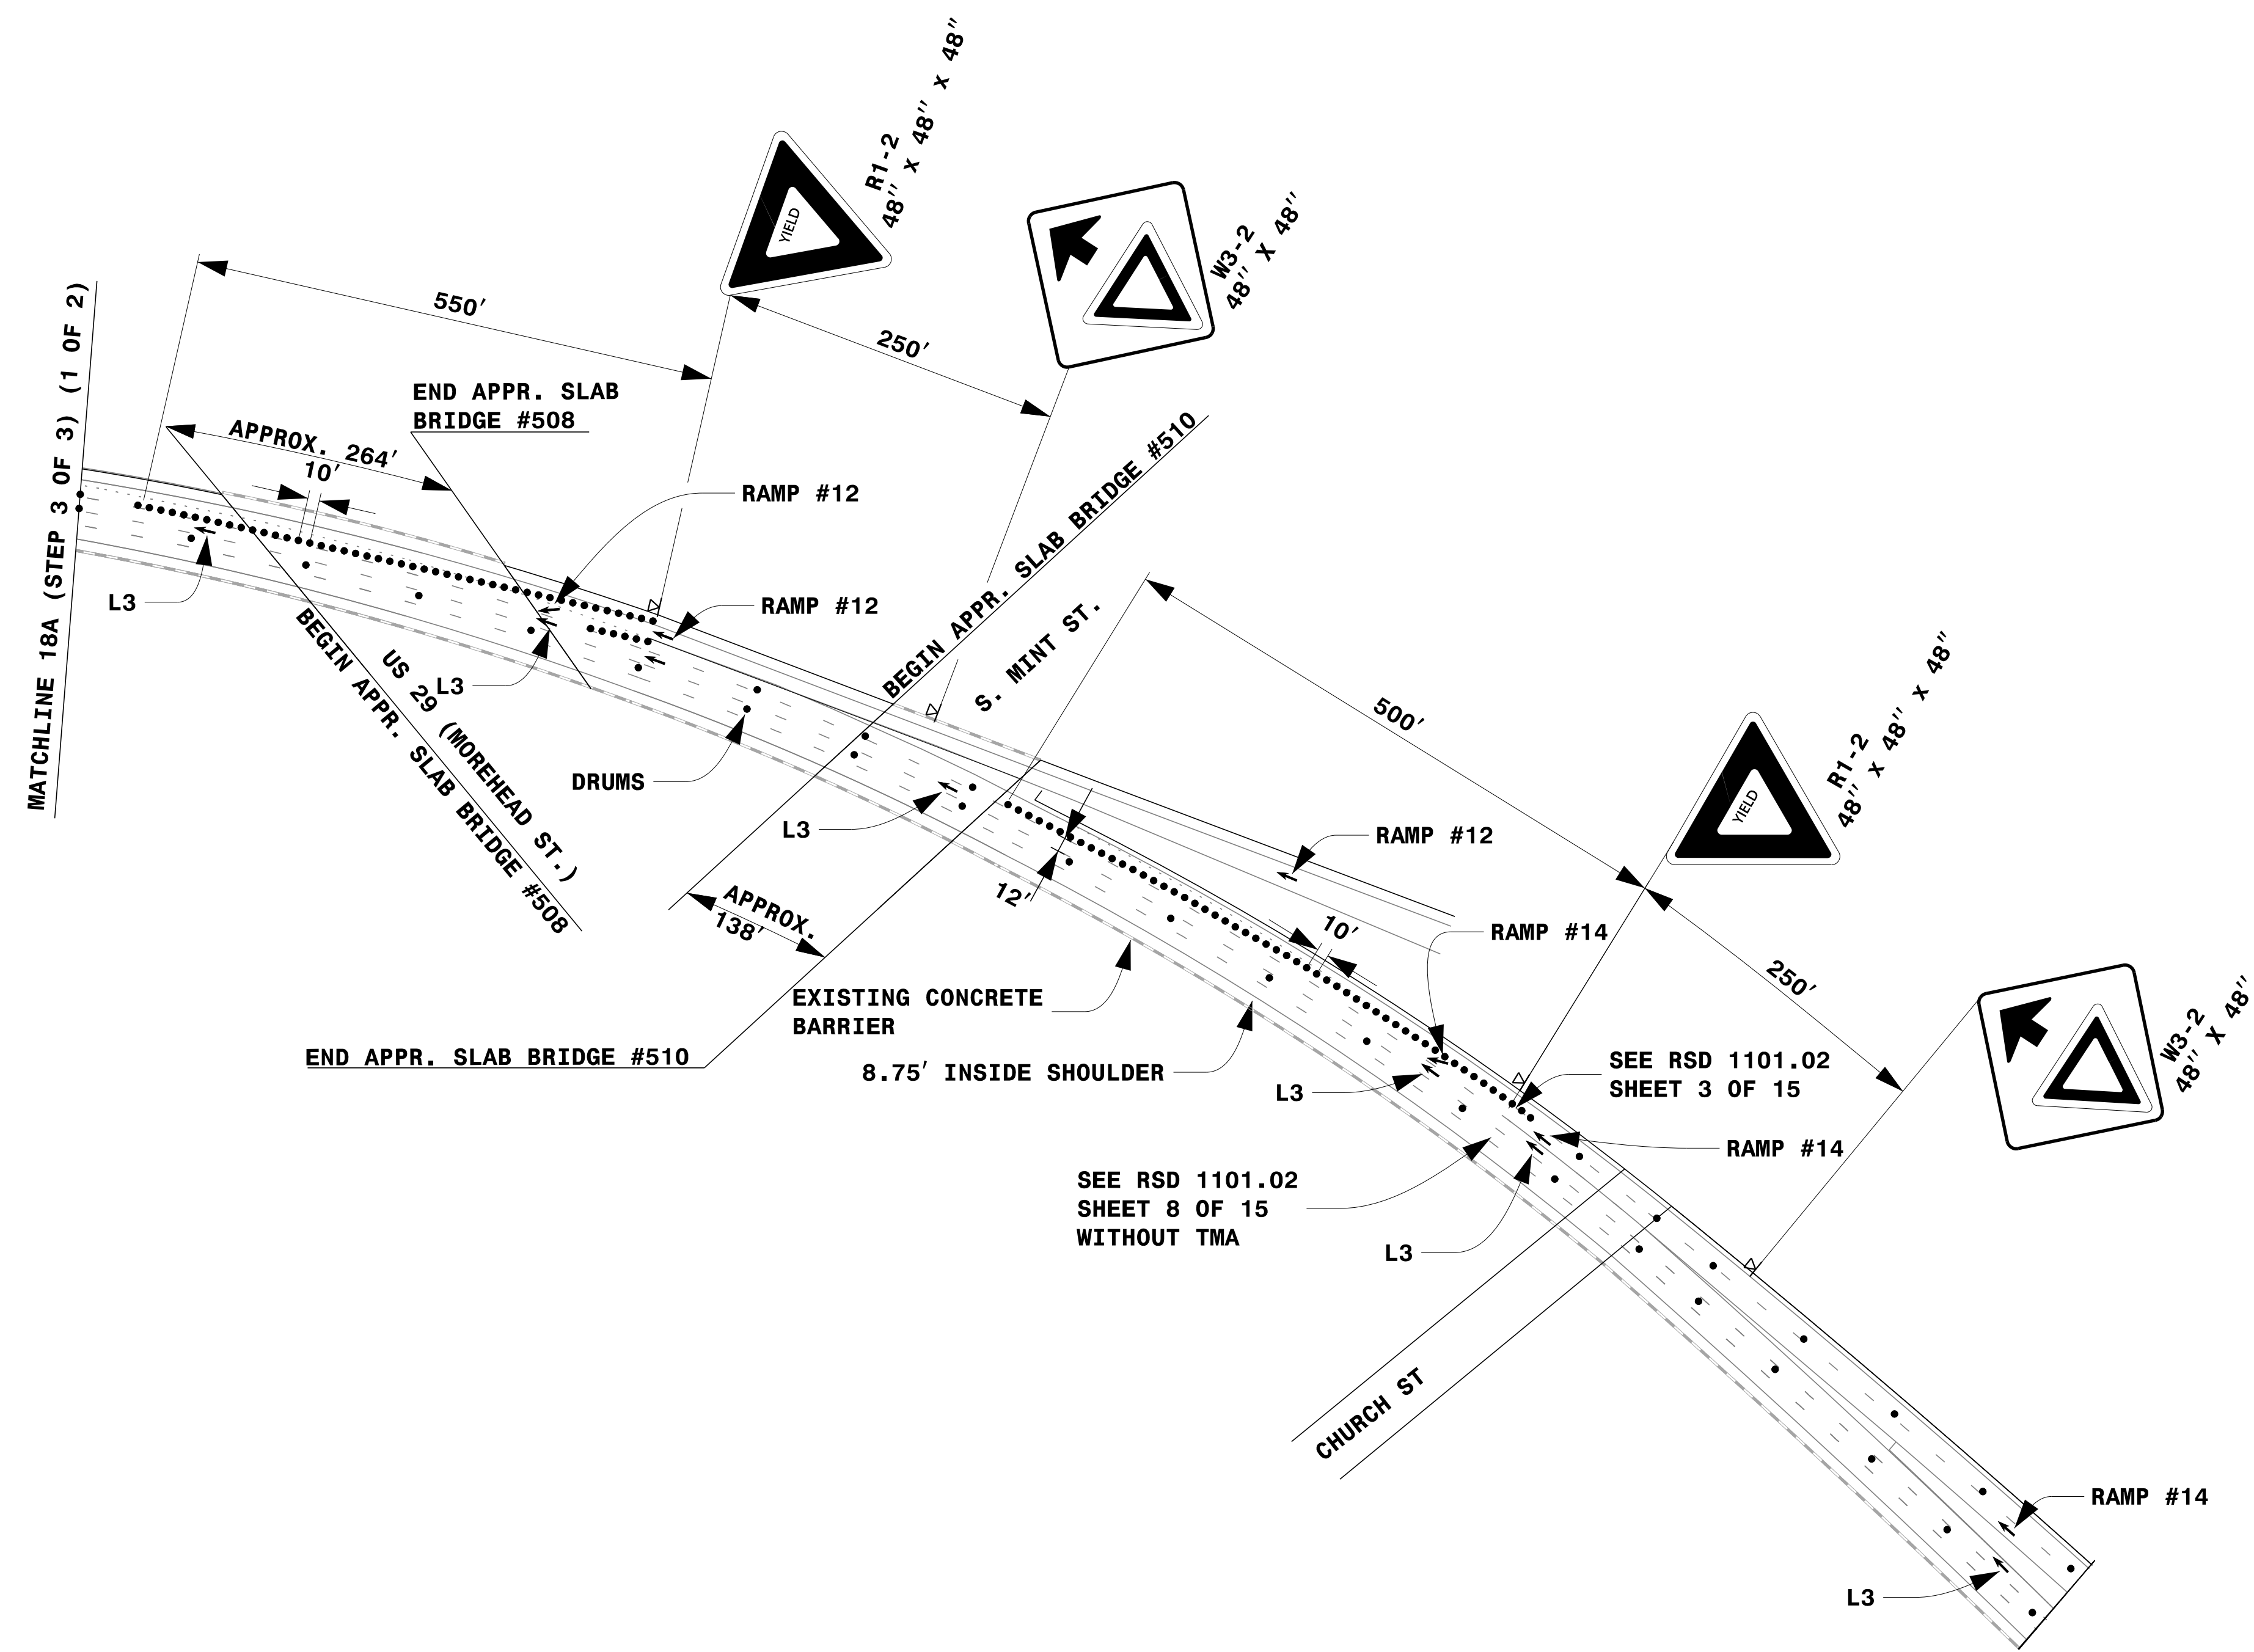 R1-2
48" x 48" x 48"
W3-2
48" X 48"
YIELD
550'
250'
MATCHLINE 18A (STEP 3 OF 3) (1 OF 2)
END APPR. SLAB
BRIDGE #508
APPROX. 264'
10'
RAMP #12
BEGIN APPR. SLAB BRIDGE #510
S. MINT ST.
L3
RAMP #12
BEGIN APPR. SLAB BRIDGE #508
US 29 (MOREHEAD ST.)
L3
DRUMS
L3
500'
R1-2
48" x 48" x 48"
YIELD
RAMP #12
12'
APPROX.
138'
10'
RAMP #14
250'
W3-2
48" X 48"
EXISTING CONCRETE
BARRIER
END APPR. SLAB BRIDGE #510
8.75' INSIDE SHOULDER
L3
SEE RSD 1101.02
SHEET 3 OF 15
RAMP #14
SEE RSD 1101.02
SHEET 8 OF 15
WITHOUT TMA
L3
CHURCH ST
RAMP #14
L3